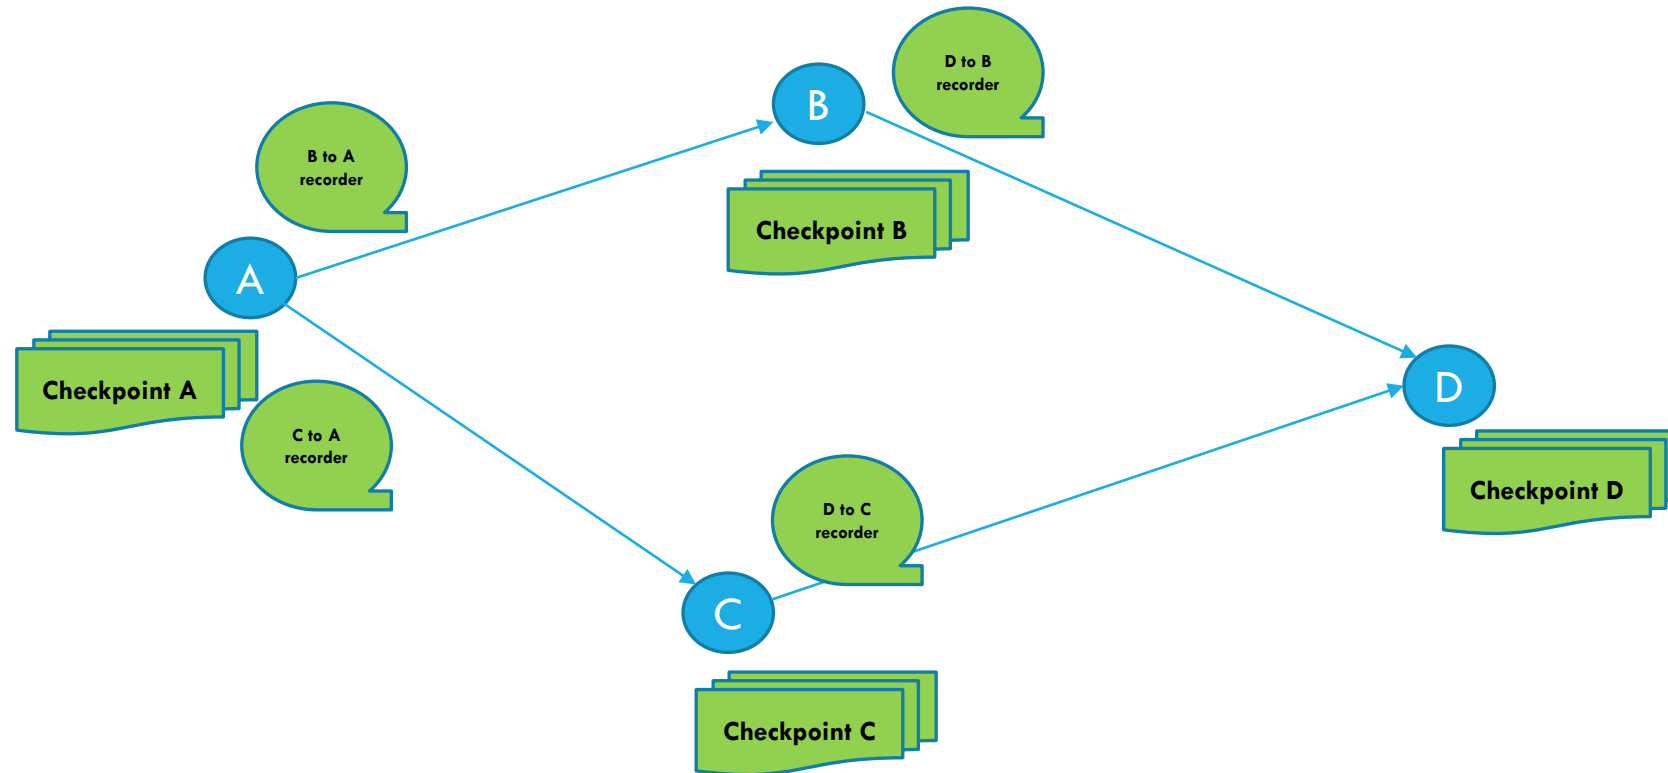 D to B
recorder
B
B to A
recorder
Checkpoint B
A
Checkpoint A
D
C to A
recorder
Checkpoint D
D to C
recorder
C
Checkpoint C